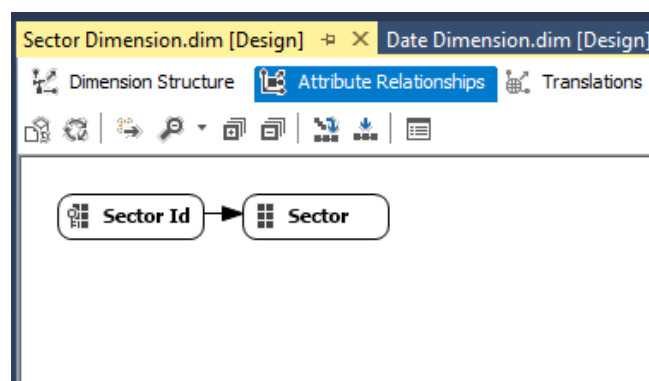 Sector Dimension.dim [Design] Date Dimension.dim [Design]
Dimension Structure Attribute Relationships Translations
Sector Id Sector